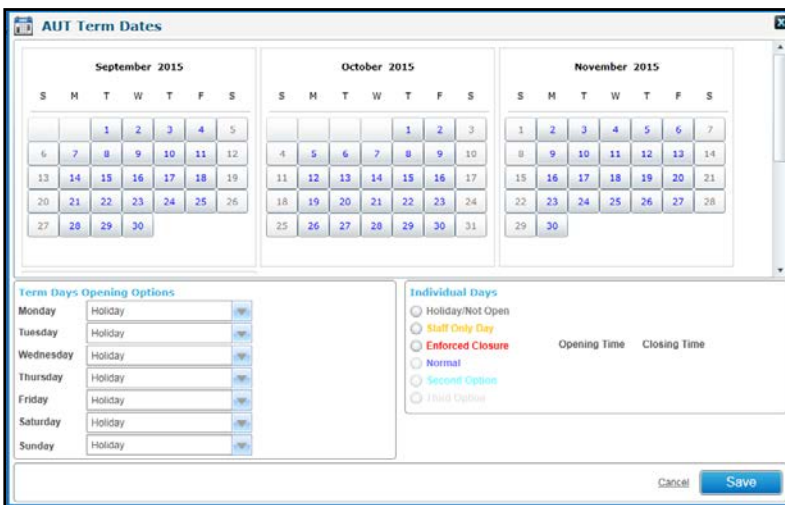 AUT Term Dates
September 2015 October 2015 November 2015
S M T W T F S S M T W T F S S M T W T F S
1 2 3 4 5 1 2 3 1 2 3 4 5 6 7
6 7 8 9 10 11 12 4 5 6 7 8 9 10 8 9 10 11 12 13 14
13 14 15 16 17 18 19 11 12 13 14 15 16 17 15 16 17 18 19 20 21
20 21 22 23 24 25 26 18 19 20 21 22 23 24 22 23 24 25 26 27 28
27 28 29 30 25 26 27 28 29 30 31 29 30
Term Days Opening Options
Monday Holiday
Tuesday Holiday
Wednesday Holiday
Thursday Holiday
Friday Holiday
Saturday Holiday
Sunday Holiday
Individual Days
Holiday/Not Open
Staff Only Day
Enforced Closure Opening Time Closing Time
Normal
Second Option
Third Option
Cancel Save